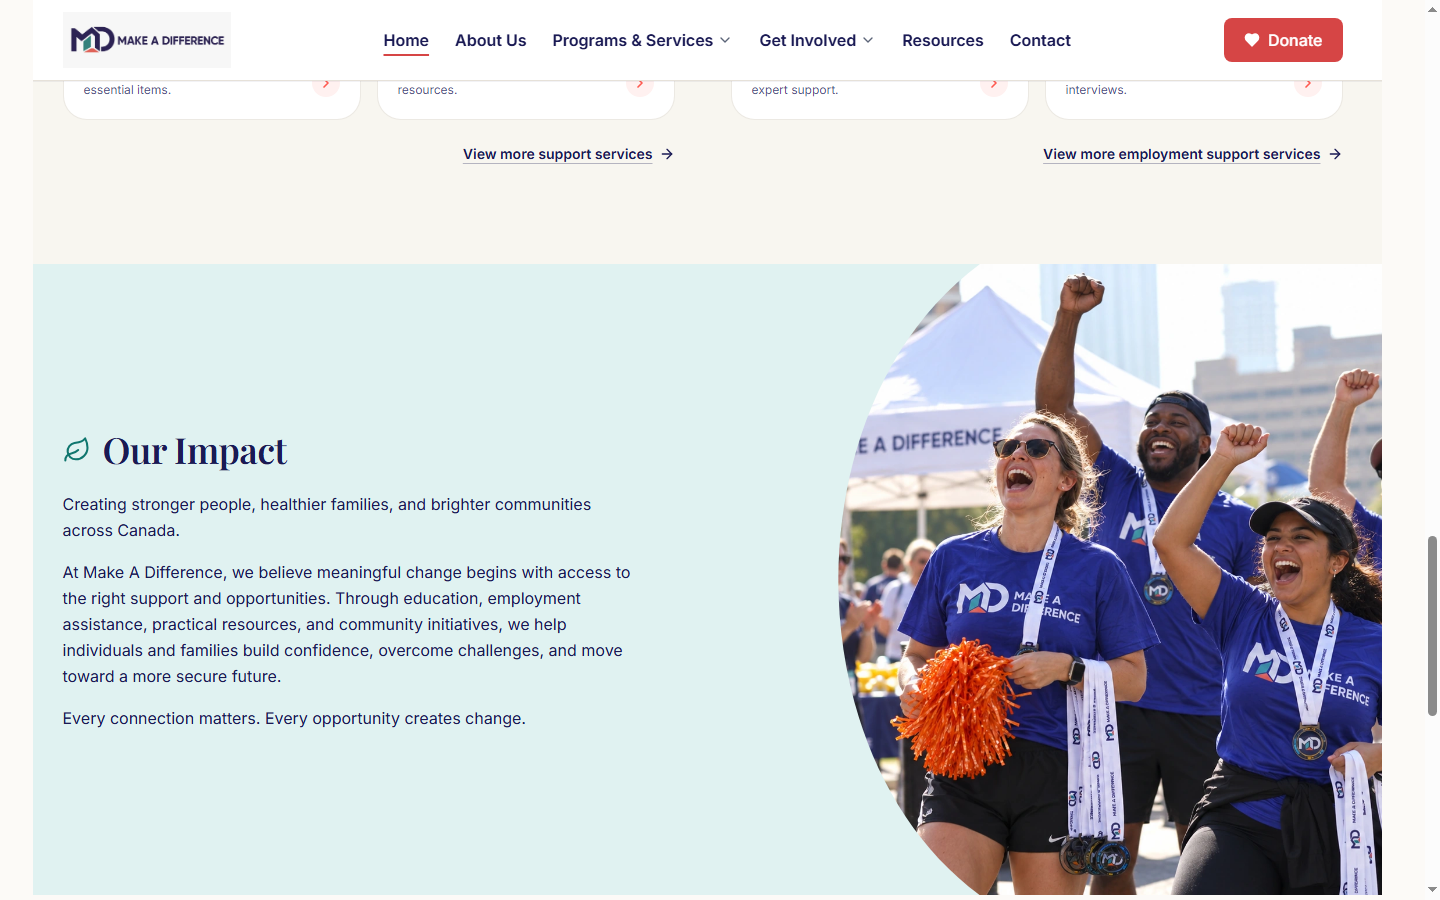 MD MAKE A DIFFERENCE
Home
About Us
Programs & Services
Get Involved
Resources
Contact
Donate
essential items.
resources.
expert support.
interviews.
View more support services
View more employment support services
Our Impact
Creating stronger people, healthier families, and brighter communities
across Canada.
At Make A Difference, we believe meaningful change begins with access to
the right support and opportunities. Through education, employment
assistance, practical resources, and community initiatives, we help
individuals and families build confidence, overcome challenges, and move
toward a more secure future.
Every connection matters. Every opportunity creates change.
E A DIFFERENCE
MD
MD
MD